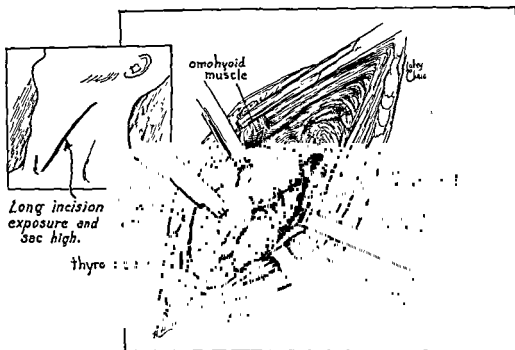 omohyoid
muscle
Long incision
exposure and
sac high.
thyro